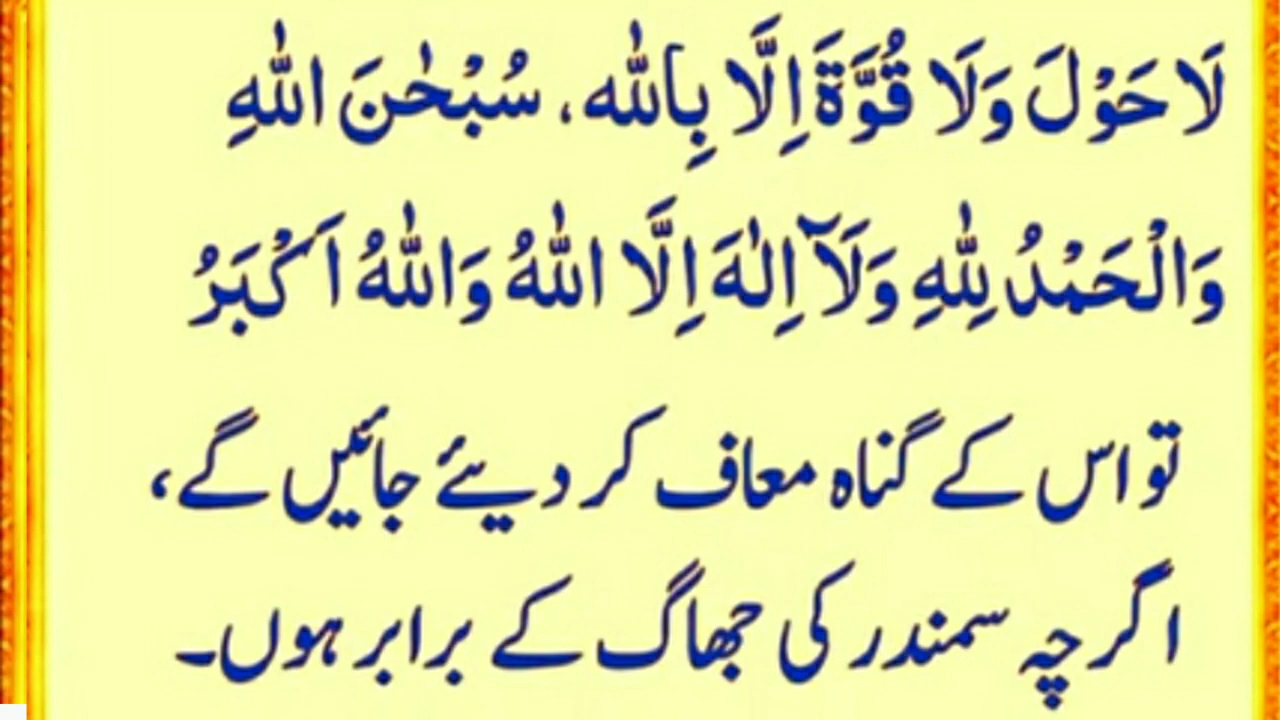 لَا حَوْلَ وَلَا قُوَّةَ اِلَّا بِاللّٰه، سُبْحٰنَ اللّٰهِ
وَالْحَمْدُ لِلّٰهِ وَلَآ اِلٰهَ اِلَّا اللّٰهُ وَاللّٰهُ اَكْبَرُ
تو اس کے گناہ معاف کر دیئے جائیں گے،
اگرچہ سمندر کی جھاگ کے برابر ہوں۔